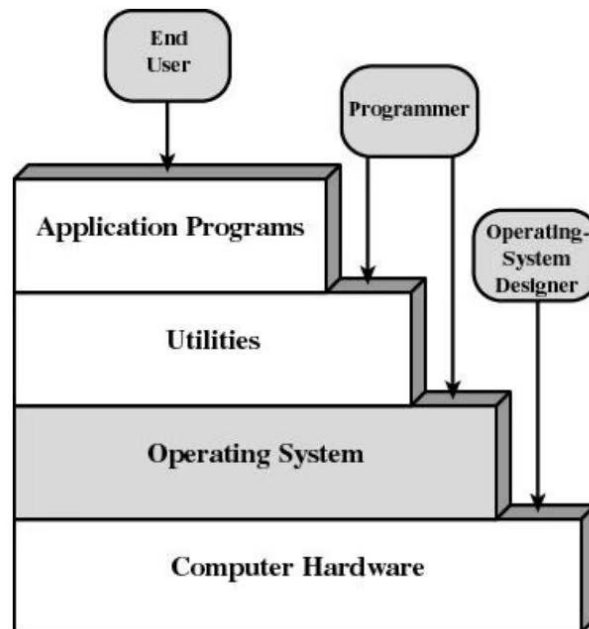 End
User
Programmer
Application Programs
Operating-
System
Designer
Utilities
Operating System
Computer Hardware